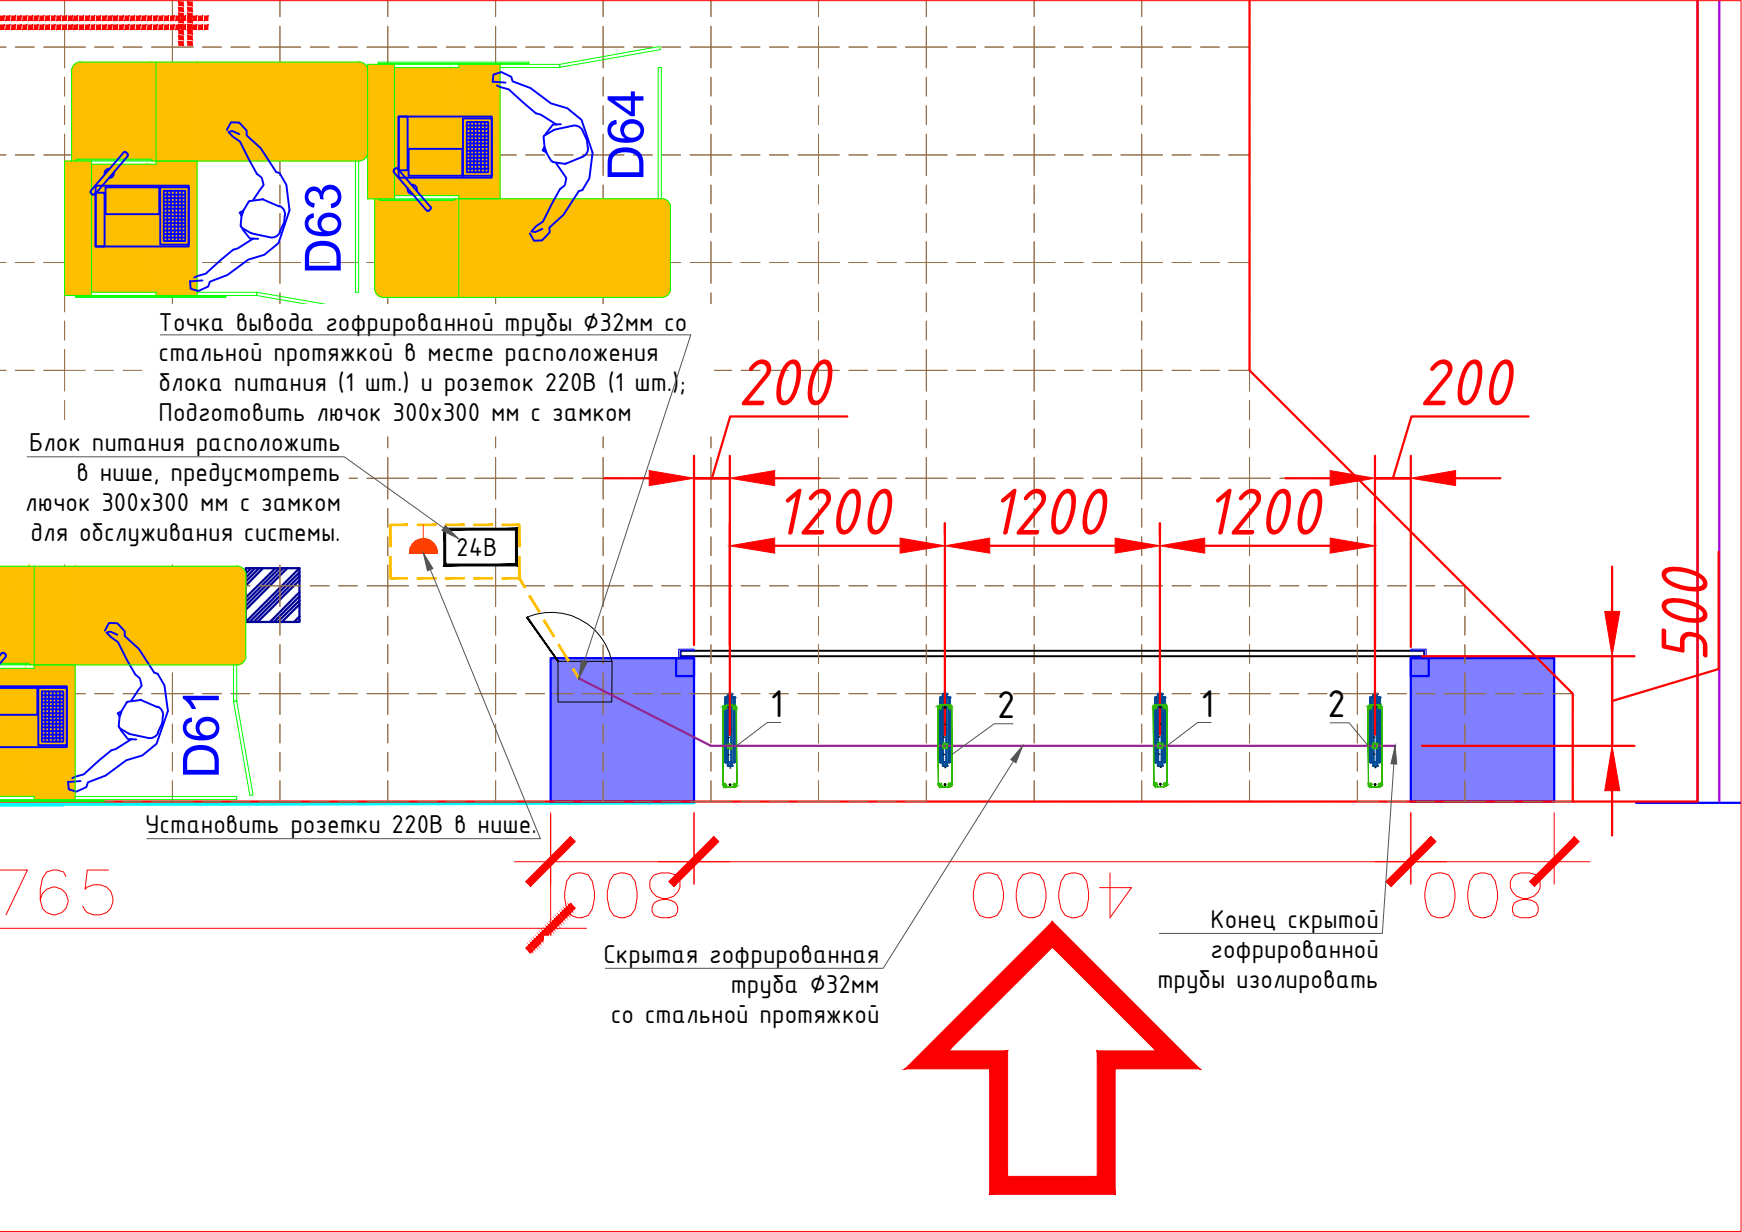 D64
D63
Точка вывода гофрированной трубы Ф32мм со
стальной протяжкой в месте расположения
блока питания (1 шт.) и розеток 220В (1 шт.);
Подготовить лючок 300х300 мм с замком
Блок питания расположить
в нише, предусмотреть
лючок 300х300 мм с замком
для обслуживания системы.
200
200
1200
1200
1200
24В
500
D61
1
2
1
2
Установить розетки 220В в нише.
765
800
4000
800
Скрытая гофрированная
труба Ф32мм
со стальной протяжкой
Конец скрытой
гофрированной
трубы изолировать